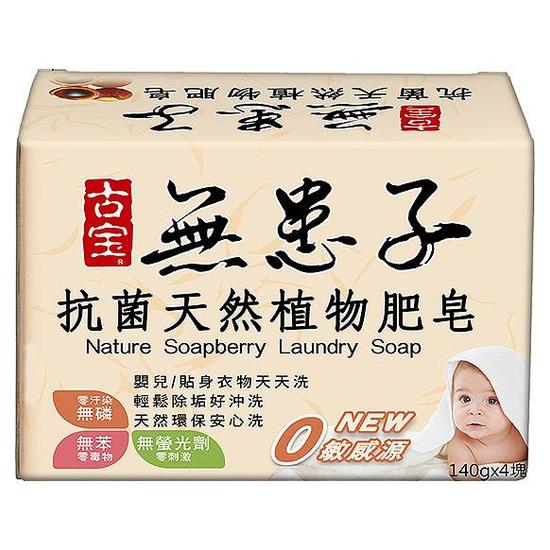 抗菌天然植物肥皂
古宝 無患子
古宝® 無患子
抗菌天然植物肥皂
Nature Soapberry Laundry Soap
嬰兒/貼身衣物天天洗
輕鬆除垢好沖洗
天然環保安心洗
零汙染
無磷
無苯
零毒物
無螢光劑
零刺激
0 NEW
敏感源
140gx4塊